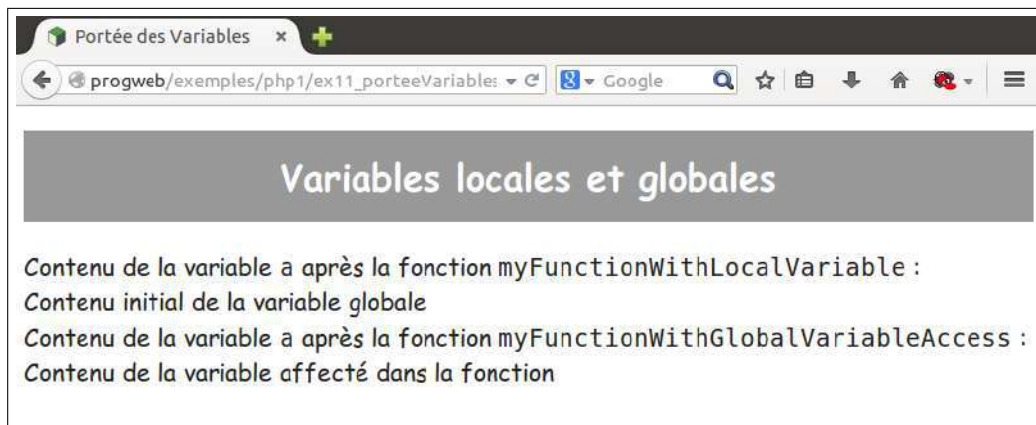 Portée des Variables
progweb/exemples/php1/ex11_porteeVariable
Google
Variables locales et globales
Contenu de la variable a après la fonction myFunctionWithLocalVariable :
Contenu initial de la variable globale
Contenu de la variable a après la fonction myFunctionWithGlobalVariableAccess :
Contenu de la variable affecté dans la fonction